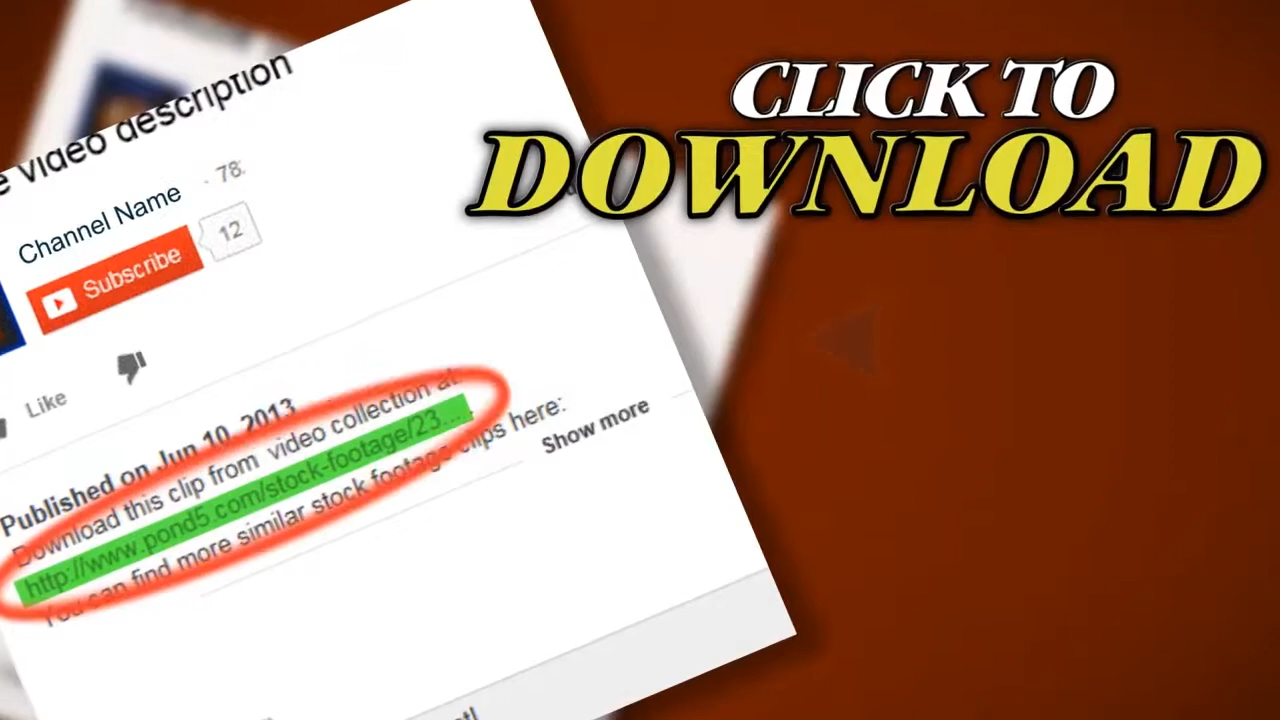 CLICK TO
DOWNLOAD
video description
Channel Name
78
Subscribe
12
Like
Published on Jun 10, 2013
Download this clip from video collection at
http://www.pond5.com/stock-footage/23....
You can find more similar stock footage clips here:
Show more